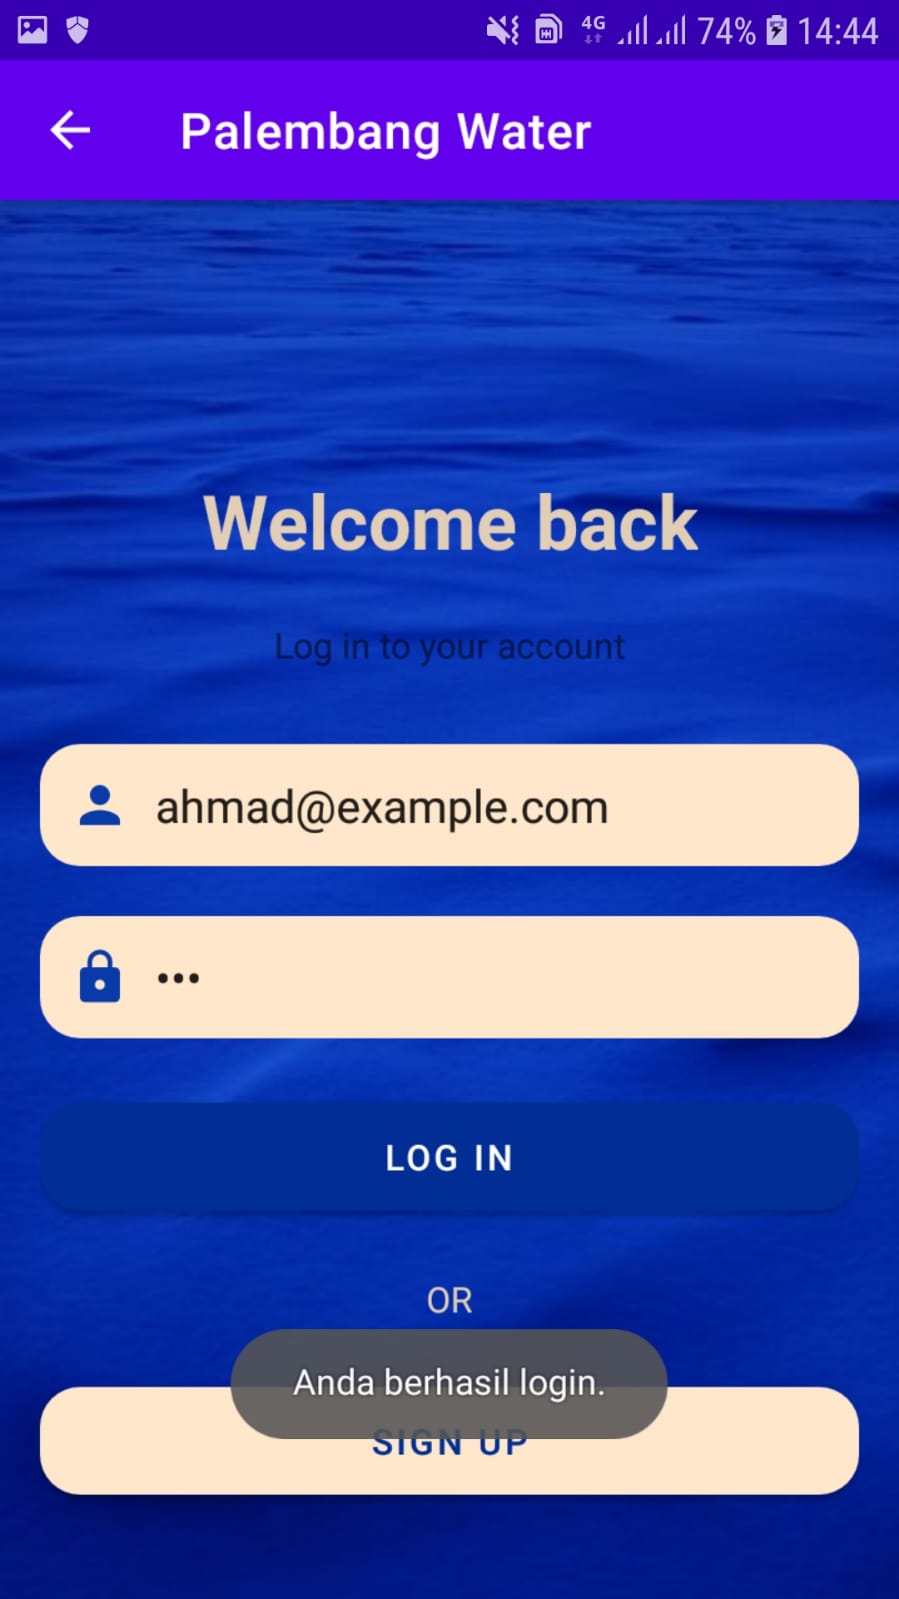 4G 74% 14:44
Palembang Water
Welcome back
Log in to your account
ahmad@example.com
•••
LOG IN
OR
Anda berhasil login.
SIGN UP